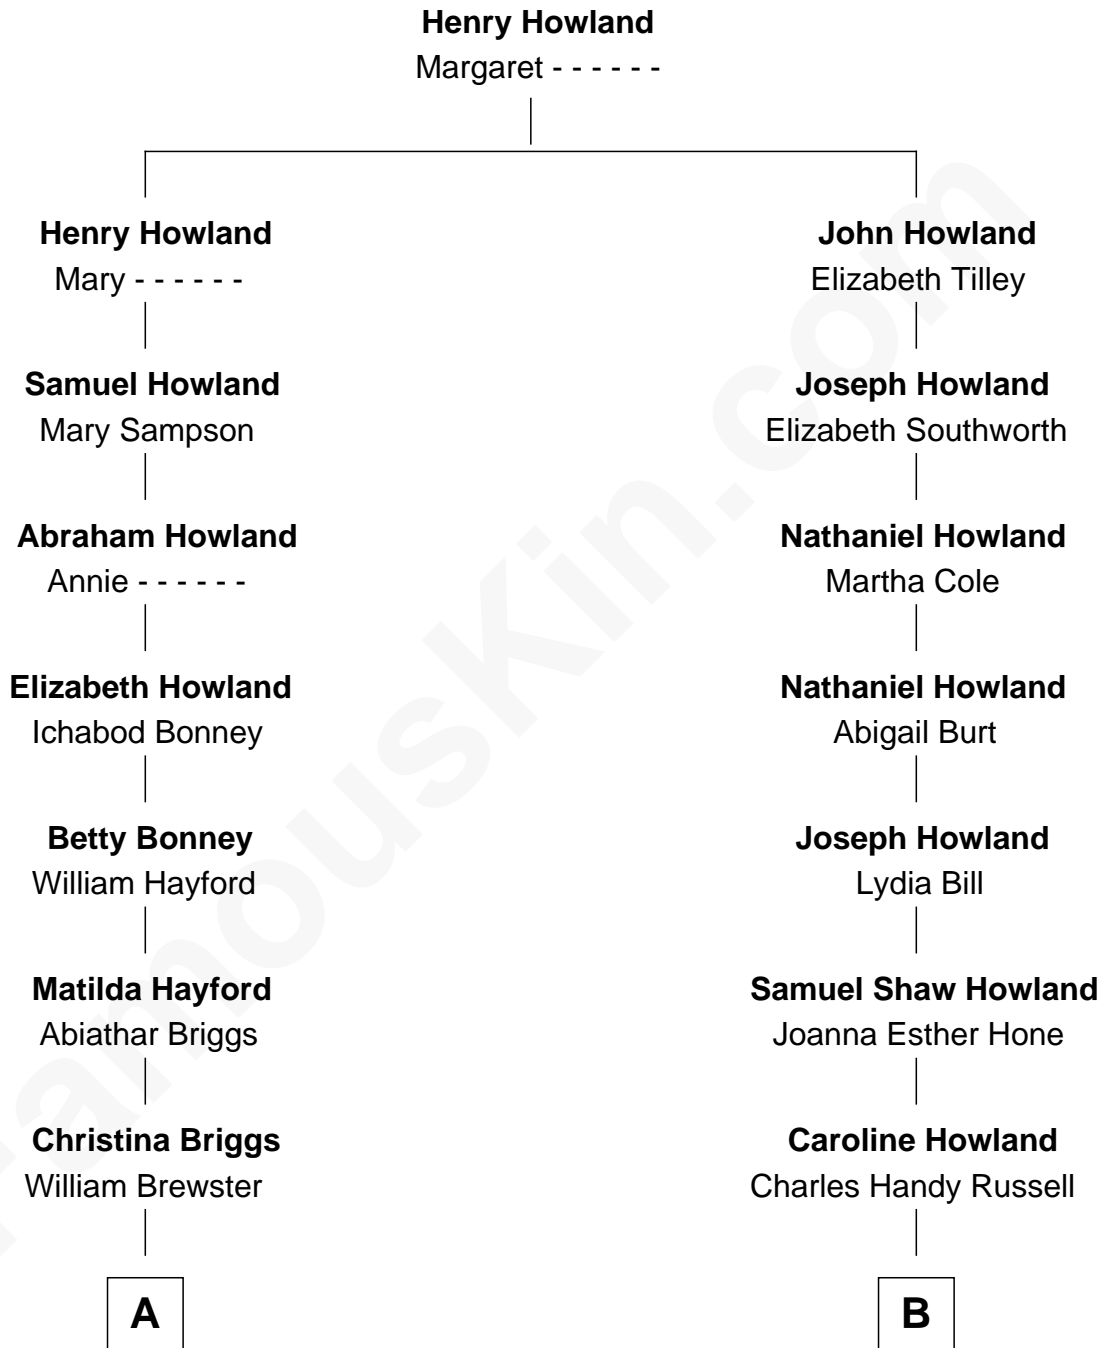 Henry Howland
Margaret - - - - - -
Henry Howland
Mary - - - - - -
John Howland
Elizabeth Tilley
Samuel Howland
Mary Sampson
Joseph Howland
Elizabeth Southworth
Abraham Howland
Annie - - - - - -
Nathaniel Howland
Martha Cole
Elizabeth Howland
Ichabod Bonney
Nathaniel Howland
Abigail Burt
Betty Bonney
William Hayford
Joseph Howland
Lydia Bill
Matilda Hayford
Abiathar Briggs
Samuel Shaw Howland
Joanna Esther Hone
Christina Briggs
William Brewster
Caroline Howland
Charles Handy Russell
A
B
FamousKin.com